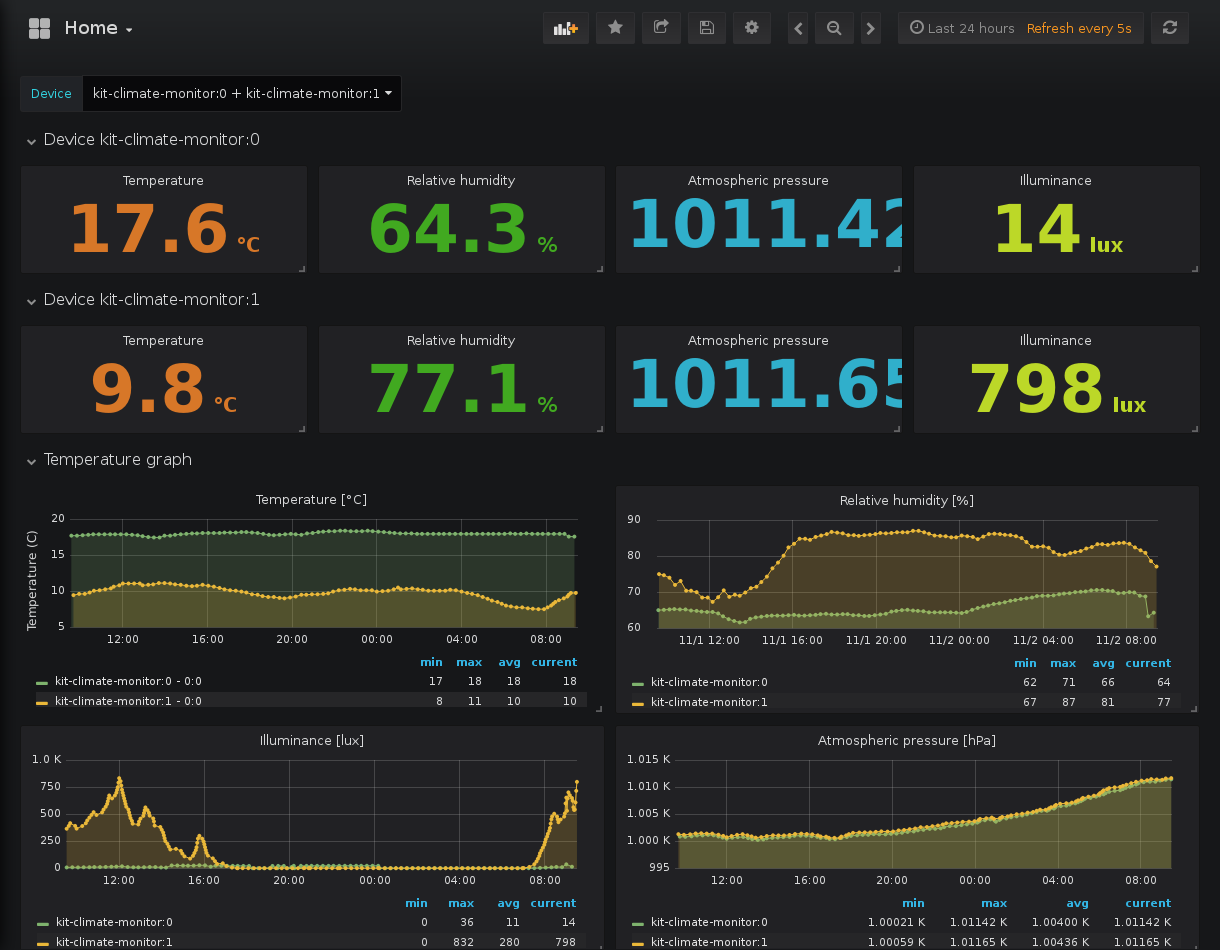 Home
Last 24 hours Refresh every 5s
Device kit-climate-monitor:0 + kit-climate-monitor:1
Device kit-climate-monitor:0
Temperature Relative humidity Atmospheric pressure Illuminance
17.6 °C 64.3 % 1011.42 14 lux
Device kit-climate-monitor:1
Temperature Relative humidity Atmospheric pressure Illuminance
9.8 °C 77.1 % 1011.65 798 lux
Temperature graph
Temperature [°C]
Temperature (C)
20
15
10
5
12:00 16:00 20:00 00:00 04:00 08:00
min max avg current
kit-climate-monitor:0 - 0:0 17 18 18 18
kit-climate-monitor:1 - 0:0 8 11 10 10
Relative humidity [%]
90
80
70
60
11/1 12:00 11/1 16:00 11/1 20:00 11/2 00:00 11/2 04:00 11/2 08:00
min max avg current
kit-climate-monitor:0 62 71 66 64
kit-climate-monitor:1 67 87 81 77
Illuminance [lux]
1.0 K
750
500
250
0
12:00 16:00 20:00 00:00 04:00 08:00
min max avg current
kit-climate-monitor:0 0 36 11 14
kit-climate-monitor:1 0 832 280 798
Atmospheric pressure [hPa]
1.015 K
1.010 K
1.005 K
1.000 K
995
12:00 16:00 20:00 00:00 04:00 08:00
min max avg current
kit-climate-monitor:0 1.00021 K 1.01142 K 1.00400 K 1.01142 K
kit-climate-monitor:1 1.00059 K 1.01165 K 1.00436 K 1.01165 K